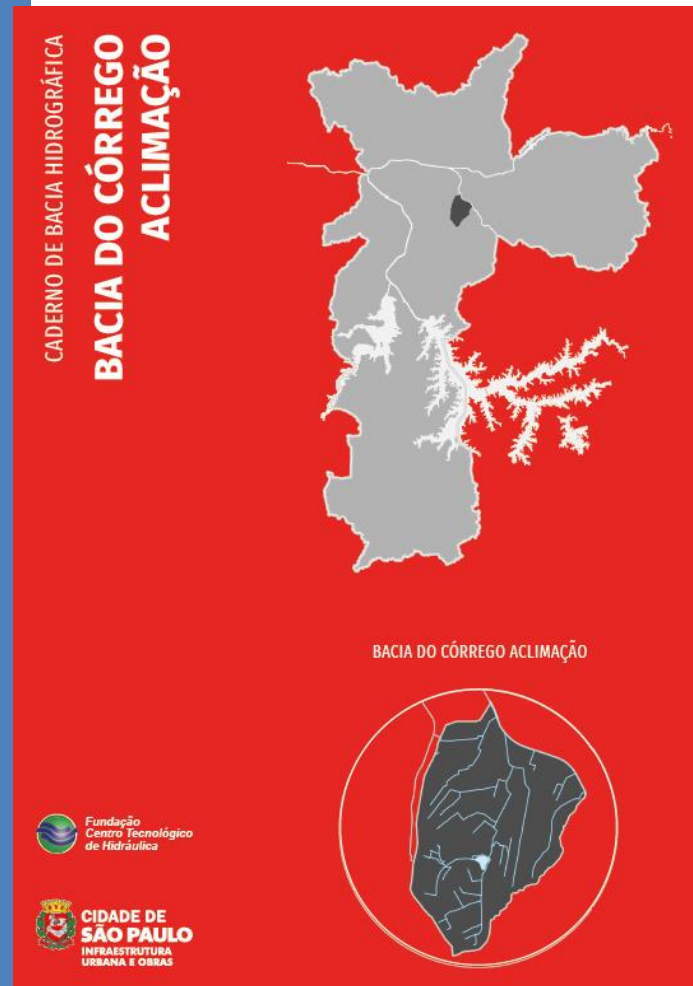 CADERNO DE BACIA HIDROGRÁFICA
BACIA DO CÓRREGO
ACLIMAÇÃO
BACIA DO CÓRREGO ACLIMAÇÃO
Fundação
Centro Tecnológico
de Hidráulica
CIDADE DE
SÃO PAULO
INFRAESTRUTURA
URBANA E OBRAS